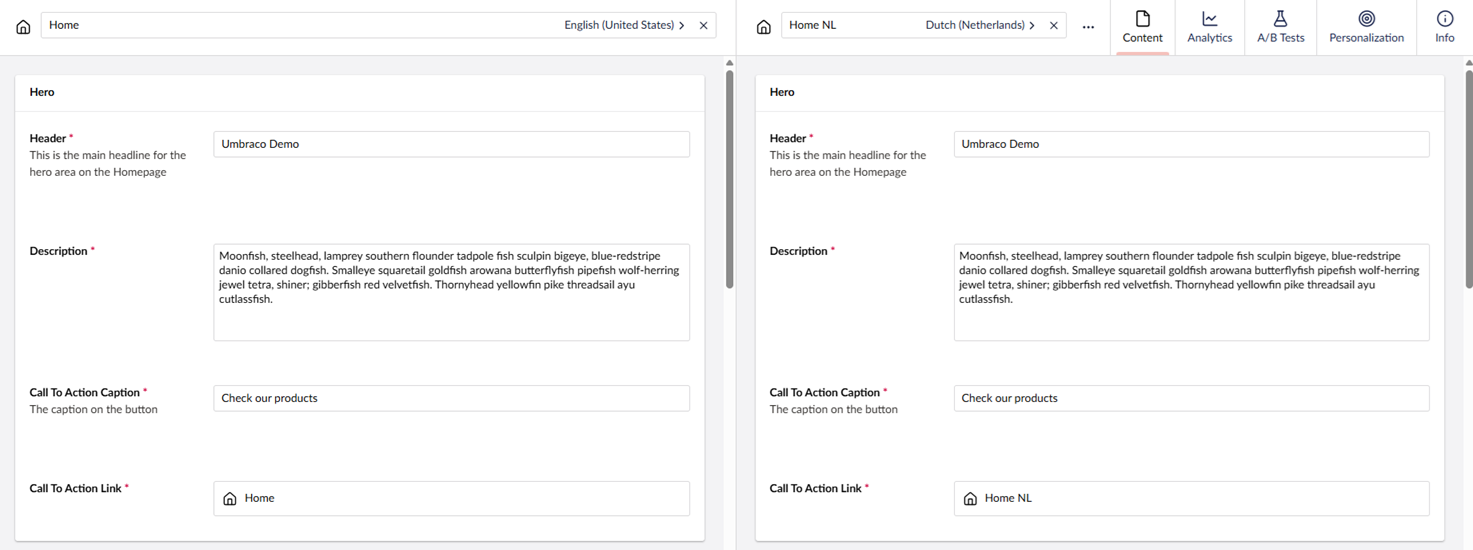 Home English (United States)
Home NL Dutch (Netherlands)
Content
Analytics
A/B Tests
Personalization
Info
Hero
Header *
This is the main headline for the
hero area on the Homepage
Umbraco Demo
Description *
Moonfish, steelhead, lamprey southern flounder tadpole fish sculpin bigeye, blue-redstripe
danio collared dogfish. Smalleye squaretail goldfish arowana butterflyfish pipefish wolf-herring
jewel tetra, shiner; gibberfish red velvetfish. Thornyhead yellowfin pike threadsail ayu
cutlassfish.
Call To Action Caption *
The caption on the button
Check our products
Call To Action Link *
Home
Hero
Header *
This is the main headline for the
hero area on the Homepage
Umbraco Demo
Description *
Moonfish, steelhead, lamprey southern flounder tadpole fish sculpin bigeye, blue-redstripe
danio collared dogfish. Smalleye squaretail goldfish arowana butterflyfish pipefish wolf-herring
jewel tetra, shiner; gibberfish red velvetfish. Thornyhead yellowfin pike threadsail ayu
cutlassfish.
Call To Action Caption *
The caption on the button
Check our products
Call To Action Link *
Home NL